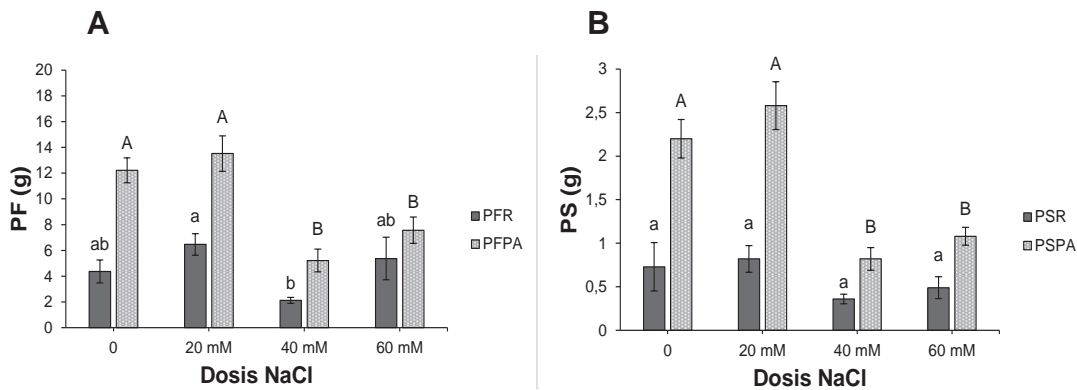 A
PF (g)
20
18
16
14
12
10
8
6
4
2
0
ab
A
a
A
b
B
ab
B
0
20 mM
40 mM
60 mM
Dosis NaCl
PFR
PFPA
B
PS (g)
3
2,5
2
1,5
1
0,5
0
a
A
a
A
a
B
a
B
0
20 mM
40 mM
60 mM
Dosis NaCl
PSR
PSPA